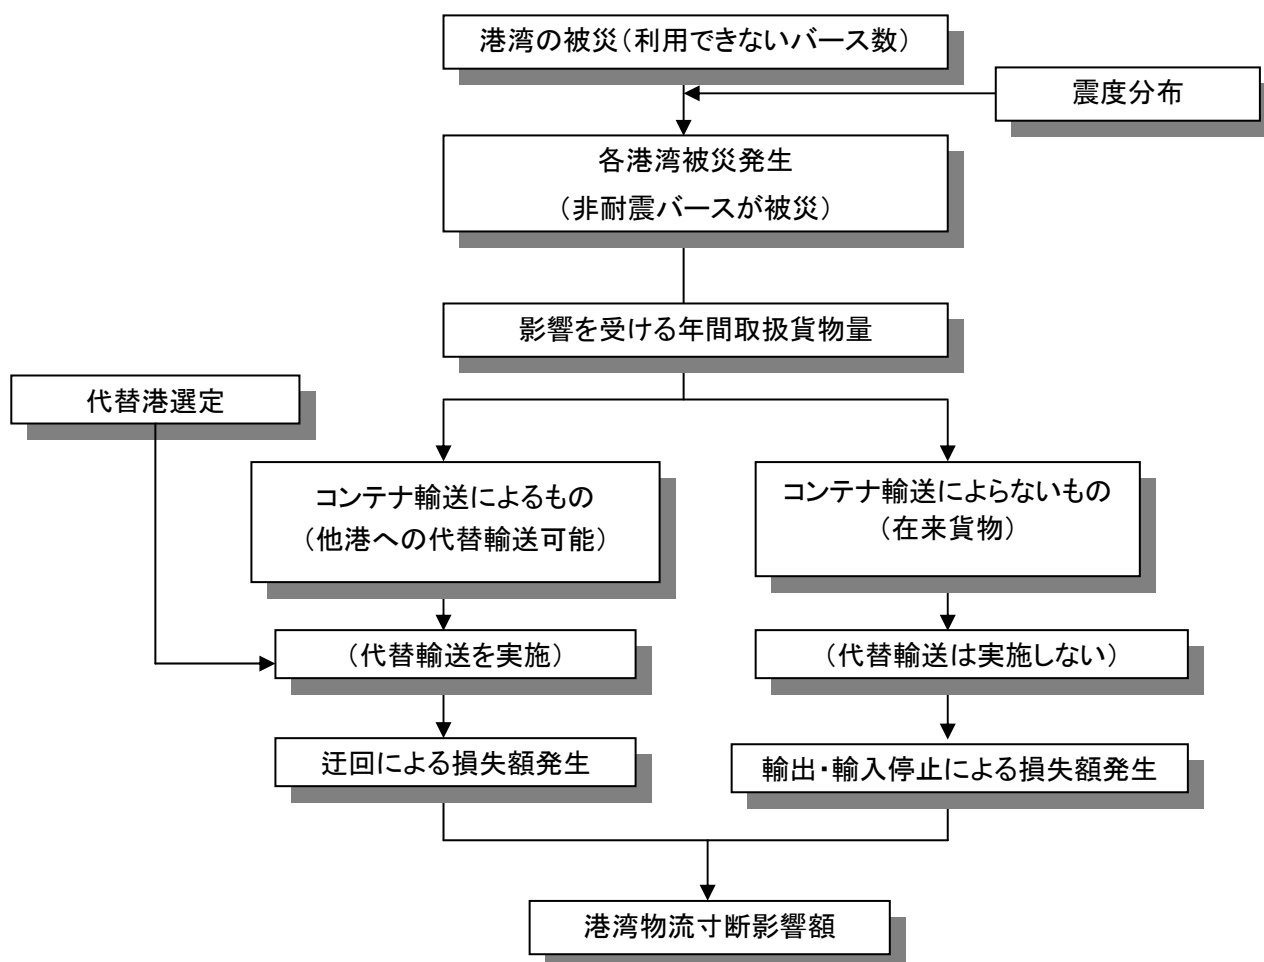 港湾の被災(利用できないバース数)
震度分布
各港湾被災発生
(非耐震バースが被災)
影響を受ける年間取扱貨物量
代替港選定
コンテナ輸送によるもの
(他港への代替輸送可能)
コンテナ輸送によらないもの
(在来貨物)
(代替輸送を実施)
(代替輸送は実施しない)
迂回による損失額発生
輸出・輸入停止による損失額発生
港湾物流寸断影響額